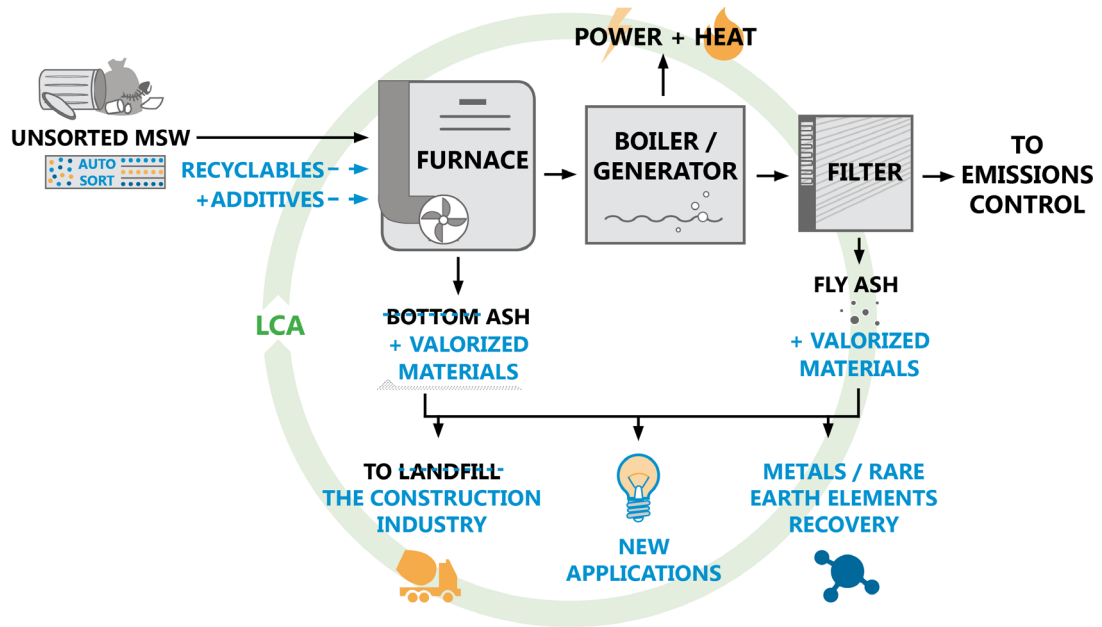 POWER + HEAT
UNSORTED MSW
AUTO
SORT
RECYCLABLES
+ADDITIVES
FURNACE
BOILER /
GENERATOR
FILTER
TO
EMISSIONS
CONTROL
LCA
BOTTOM ASH
+ VALORIZED
MATERIALS
FLY ASH
+ VALORIZED
MATERIALS
TO LANDFILL
THE CONSTRUCTION
INDUSTRY
NEW
APPLICATIONS
METALS / RARE
EARTH ELEMENTS
RECOVERY